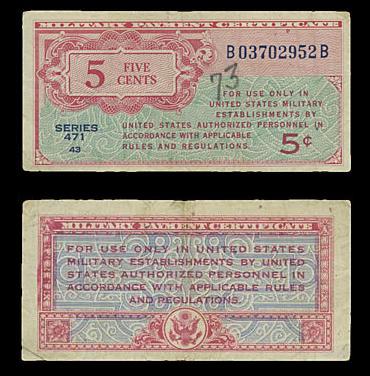 MILITARY PAYMENT CERTIFICATE
B03702952B
5 FIVE CENTS
73
FOR USE ONLY IN
UNITED STATES MILITARY
ESTABLISHMENTS BY
UNITED STATES AUTHORIZED PERSONNEL IN
ACCORDANCE WITH APPLICABLE
RULES AND REGULATIONS.
SERIES
471
43
5¢
MILITARY PAYMENT CERTIFICATE
FOR USE ONLY IN UNITED STATES
MILITARY ESTABLISHMENTS BY UNITED
STATES AUTHORIZED PERSONNEL IN
ACCORDANCE WITH APPLICABLE RULES
AND REGULATIONS.